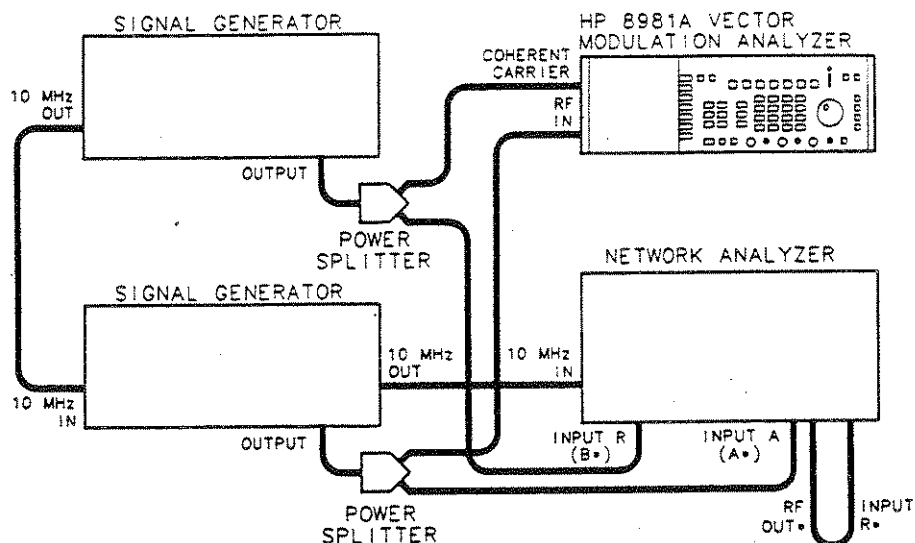 SIGNAL GENERATOR
HP 8981A VECTOR
MODULATION ANALYZER
COHERENT
CARRIER
10 MHz
OUT
RF
IN
OUTPUT
POWER
SPLITTER
NETWORK ANALYZER
SIGNAL GENERATOR
10 MHz
OUT
10 MHz
IN
10 MHz
IN
OUTPUT
INPUT R
(B*)
INPUT A
(A*)
POWER
SPLITTER
RF
OUT*
INPUT
R*